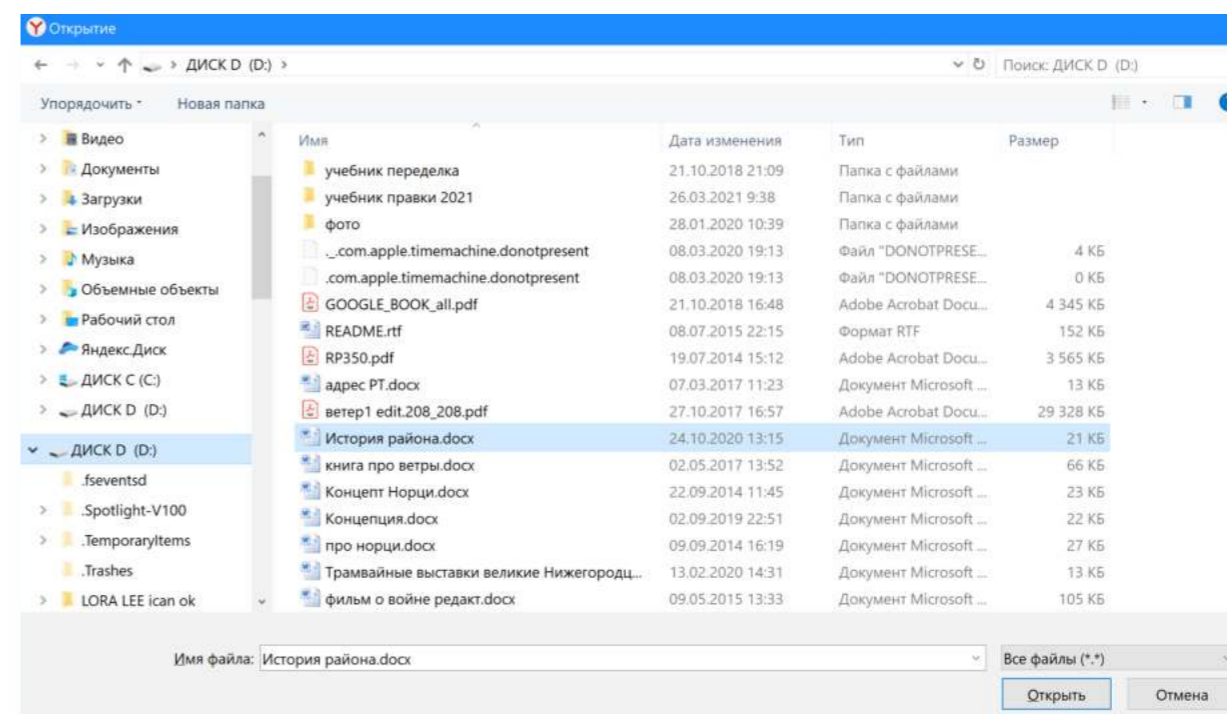 Открытие
ДИСК D (D:)
Поиск: ДИСК D (D:)
Упорядочить
Новая папка
Видео
Документы
Загрузки
Изображения
Музыка
Объемные объекты
Рабочий стол
Яндекс.Диск
ДИСК C (C:)
ДИСК D (D:)
ДИСК D (D:)
.fseventsd
.Spotlight-V100
.TemporaryItems
.Trashes
LORA LEE ican ok
Имя Дата изменения Тип Размер
учебник переделка 21.10.2018 21:09 Папка с файлами
учебник правки 2021 26.03.2021 9:38 Папка с файлами
фото 28.01.2020 10:39 Папка с файлами
._.com.apple.timemachine.donotpresent 08.03.2020 19:13 Файл "DONOTPRESE... 4 КБ
.com.apple.timemachine.donotpresent 08.03.2020 19:13 Файл "DONOTPRESE... 0 КБ
GOOGLE_BOOK_all.pdf 21.10.2018 16:48 Adobe Acrobat Docu... 4 345 КБ
README.rtf 08.07.2015 22:15 Формат RTF 152 КБ
RP350.pdf 19.07.2014 15:12 Adobe Acrobat Docu... 3 565 КБ
адрес РТ.docx 07.03.2017 11:23 Документ Microsoft ... 13 КБ
ветер1 edit.208_208.pdf 27.10.2017 16:57 Adobe Acrobat Docu... 29 328 КБ
История района.docx 24.10.2020 13:15 Документ Microsoft ... 21 КБ
книга про ветры.docx 02.05.2017 13:52 Документ Microsoft ... 66 КБ
Концепт Норци.docx 22.09.2014 11:45 Документ Microsoft ... 23 КБ
Концепция.docx 02.09.2019 22:51 Документ Microsoft ... 22 КБ
про норци.docx 09.09.2014 16:19 Документ Microsoft ... 27 КБ
Трамвайные выставки великие Нижегородц... 13.02.2020 14:31 Документ Microsoft ... 13 КБ
фильм о войне редакт.docx 09.05.2015 13:33 Документ Microsoft ... 105 КБ
Имя файла: История района.docx
Все файлы (*.*)
Открыть
Отмена